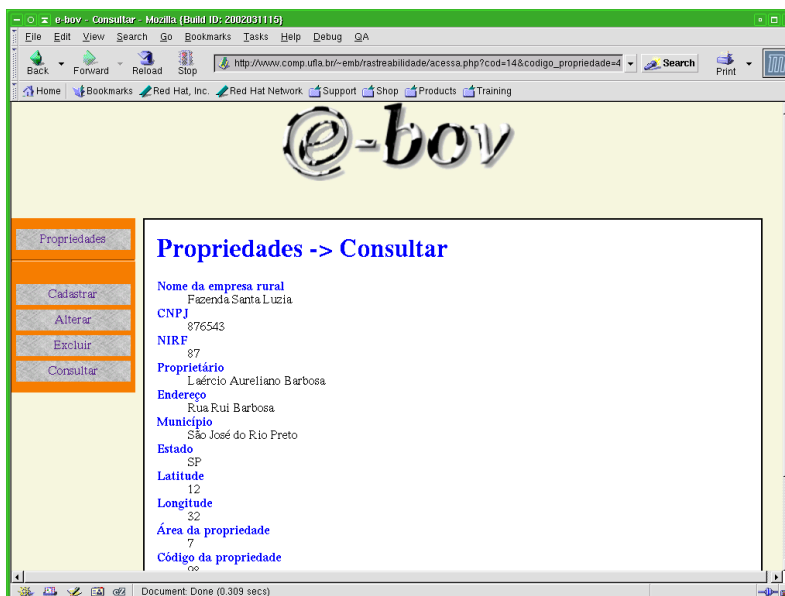 e-bov - Consultar - Mozilla {Build ID: 2002031115}
File Edit View Search Go Bookmarks Tasks Help Debug QA
Back Forward Reload Stop http://www.comp.ufla.br/~emb/rastreabilidade/acessa.php?cod=14&codigo_propriedade=4 Search Print
Home Bookmarks Red Hat, Inc. Red Hat Network Support Shop Products Training
e-bov
Propriedades
Cadastrar
Alterar
Excluir
Consultar
Propriedades -> Consultar
Nome da empresa rural
Fazenda Santa Luzia
CNPJ
876543
NIRF
87
Proprietário
Laércio Aureliano Barbosa
Endereço
Rua Rui Barbosa
Município
São José do Rio Preto
Estado
SP
Latitude
12
Longitude
32
Área da propriedade
7
Código da propriedade
Document: Done (0.309 secs)